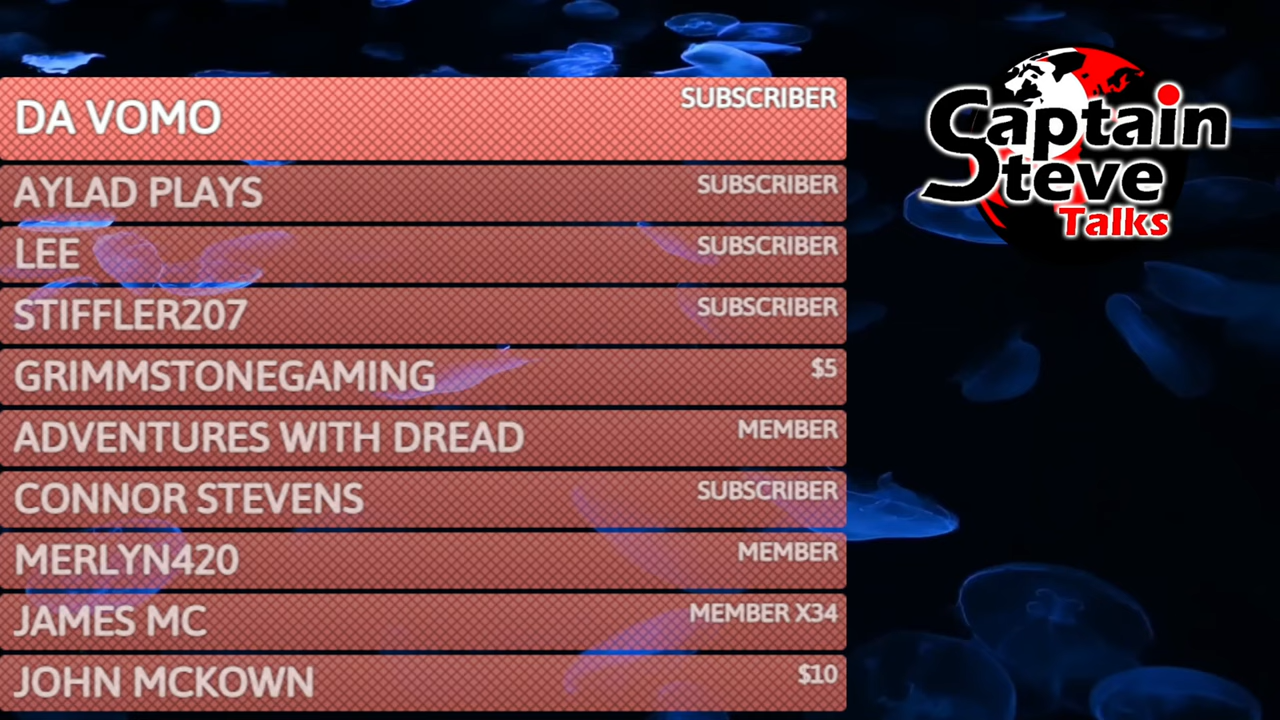 DA VOMO SUBSCRIBER
AYLAD PLAYS SUBSCRIBER
LEE SUBSCRIBER
STIFFLER207 SUBSCRIBER
GRIMMSTONEGAMING $5
ADVENTURES WITH DREAD MEMBER
CONNOR STEVENS SUBSCRIBER
MERLYN420 MEMBER
JAMES MC MEMBER X34
JOHN MCKOWN $10
Captain
Steve
Talks